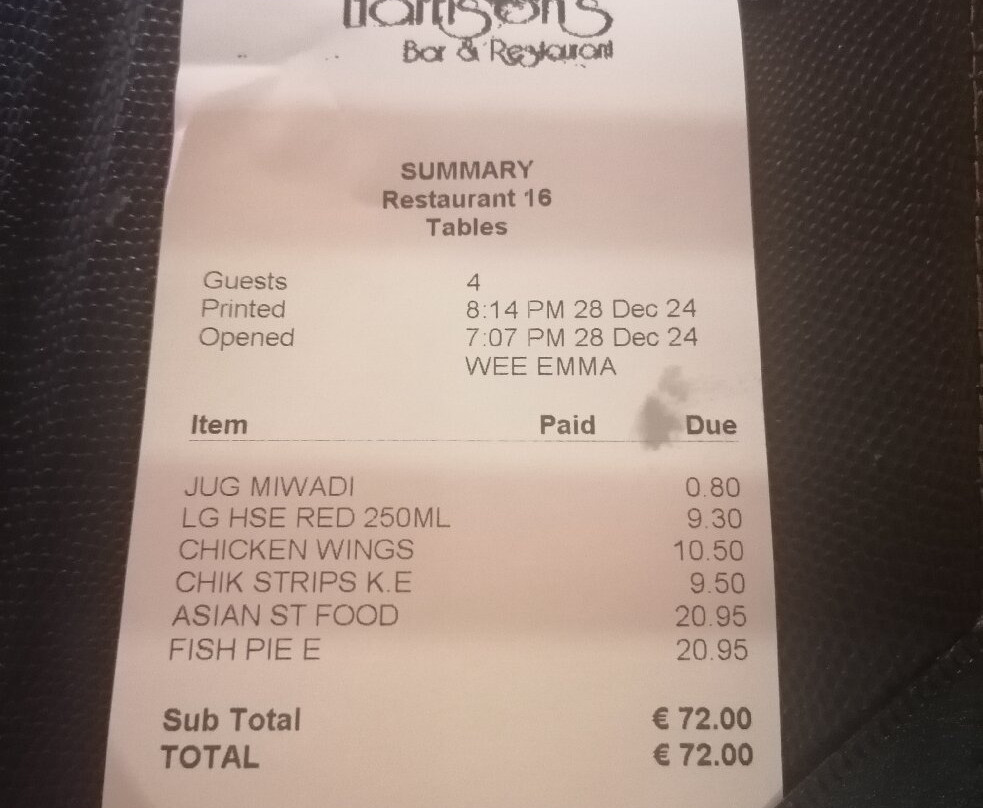 Harrison's
Bar & Restaurant
SUMMARY
Restaurant 16
Tables
Guests 4
Printed 8:14 PM 28 Dec 24
Opened 7:07 PM 28 Dec 24
WEE EMMA
Item Paid Due
JUG MIWADI 0.80
LG HSE RED 250ML 9.30
CHICKEN WINGS 10.50
CHIK STRIPS K.E 9.50
ASIAN ST FOOD 20.95
FISH PIE E 20.95
Sub Total € 72.00
TOTAL € 72.00